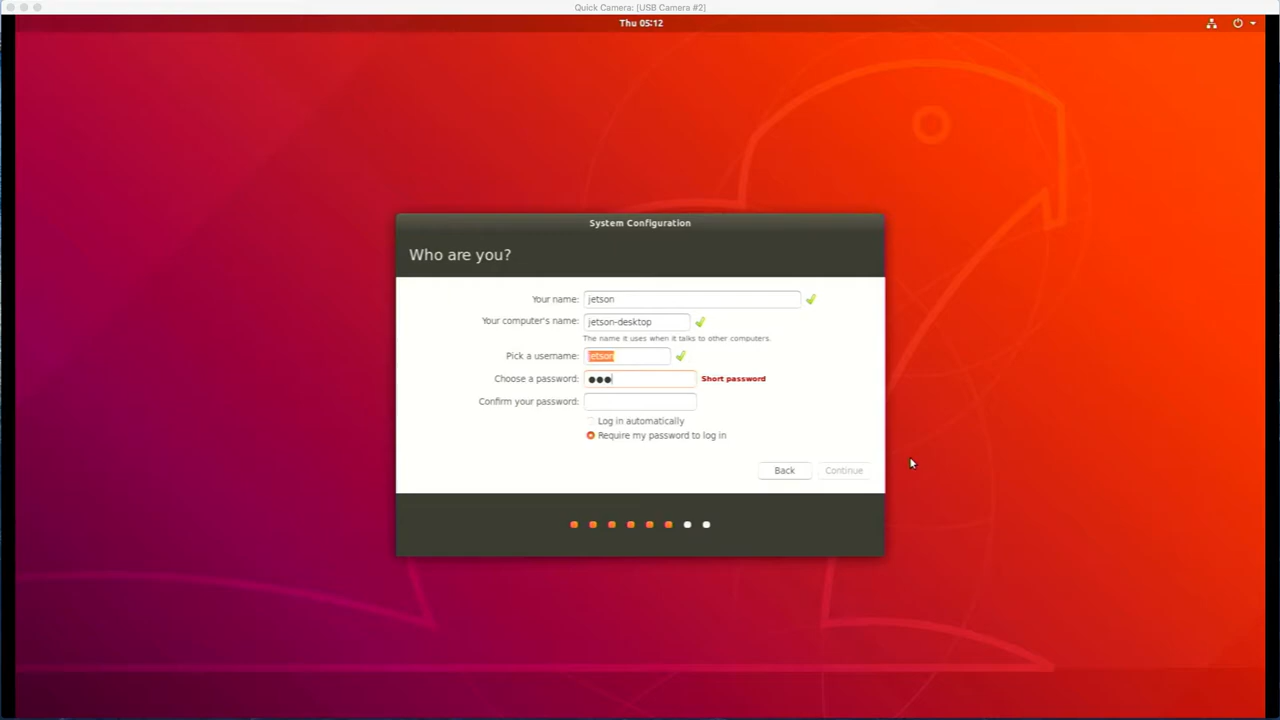 Quick Camera: [USB Camera #2]
Thu 05:12
System Configuration
Who are you?
Your name: jetson
Your computer's name: jetson-desktop
The name it uses when it talks to other computers.
Pick a username: jetson
Choose a password: ●●● Short password
Confirm your password:
Log in automatically
Require my password to log in
Back Continue